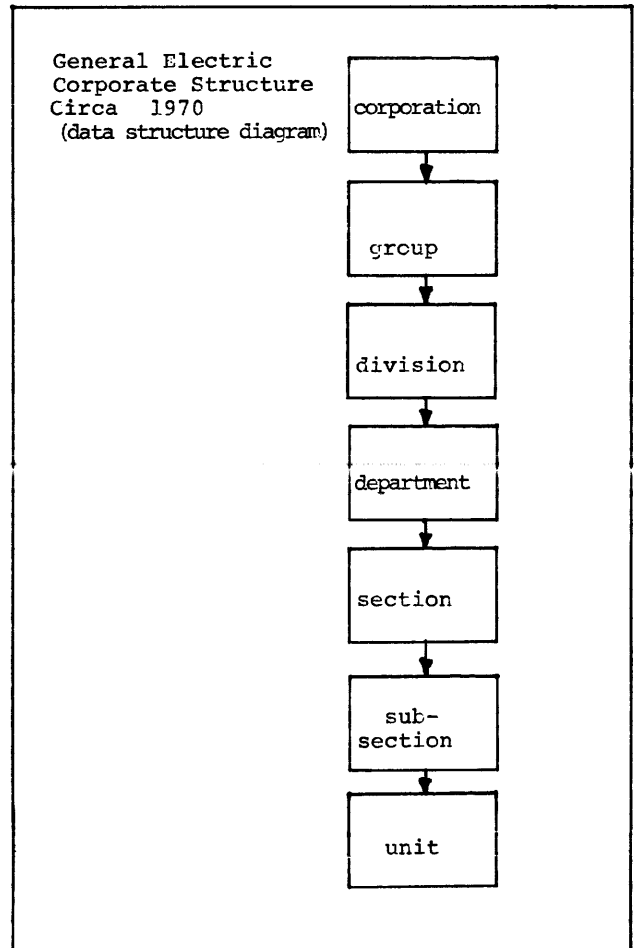 General Electric
Corporate Structure
Circa 1970
(data structure diagram)
corporation
group
division
department
section
sub-
section
unit